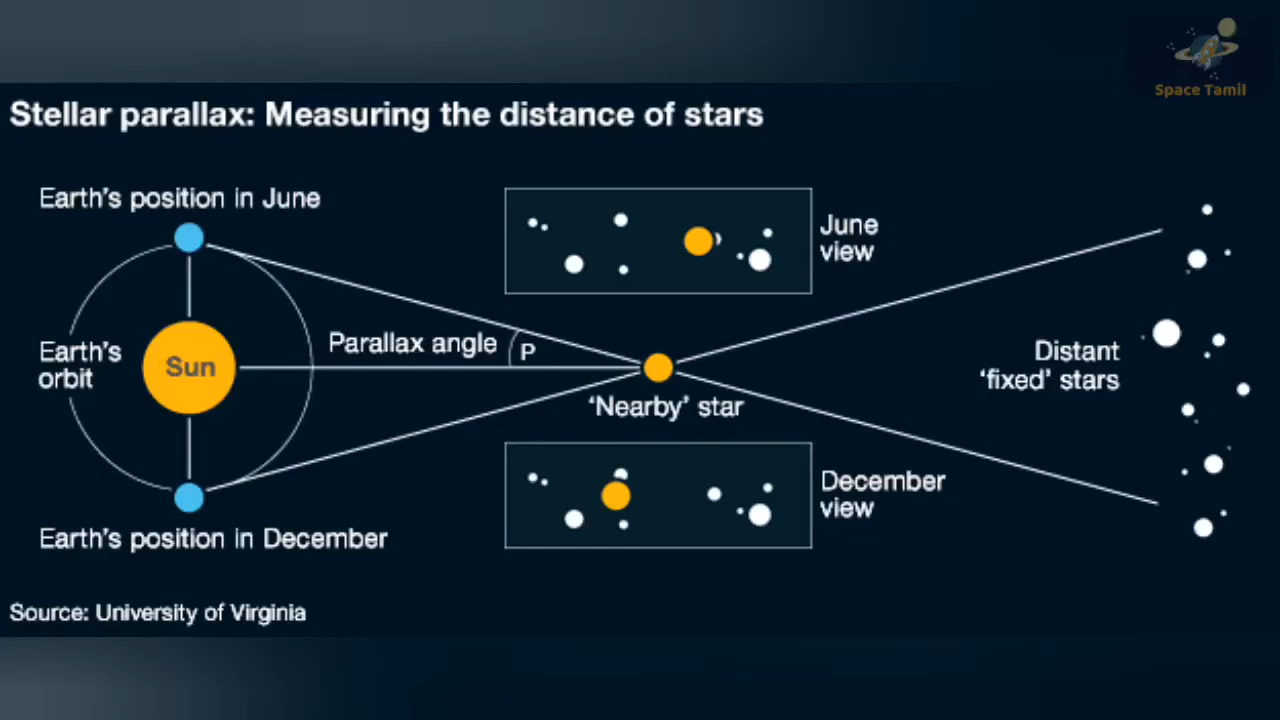 Space Tamil
Stellar parallax: Measuring the distance of stars
Earth's position in June
June
view
Parallax angle
P
Earth's
orbit
Sun
Distant
‘fixed’ stars
‘Nearby’ star
December
view
Earth's position in December
Source: University of Virginia